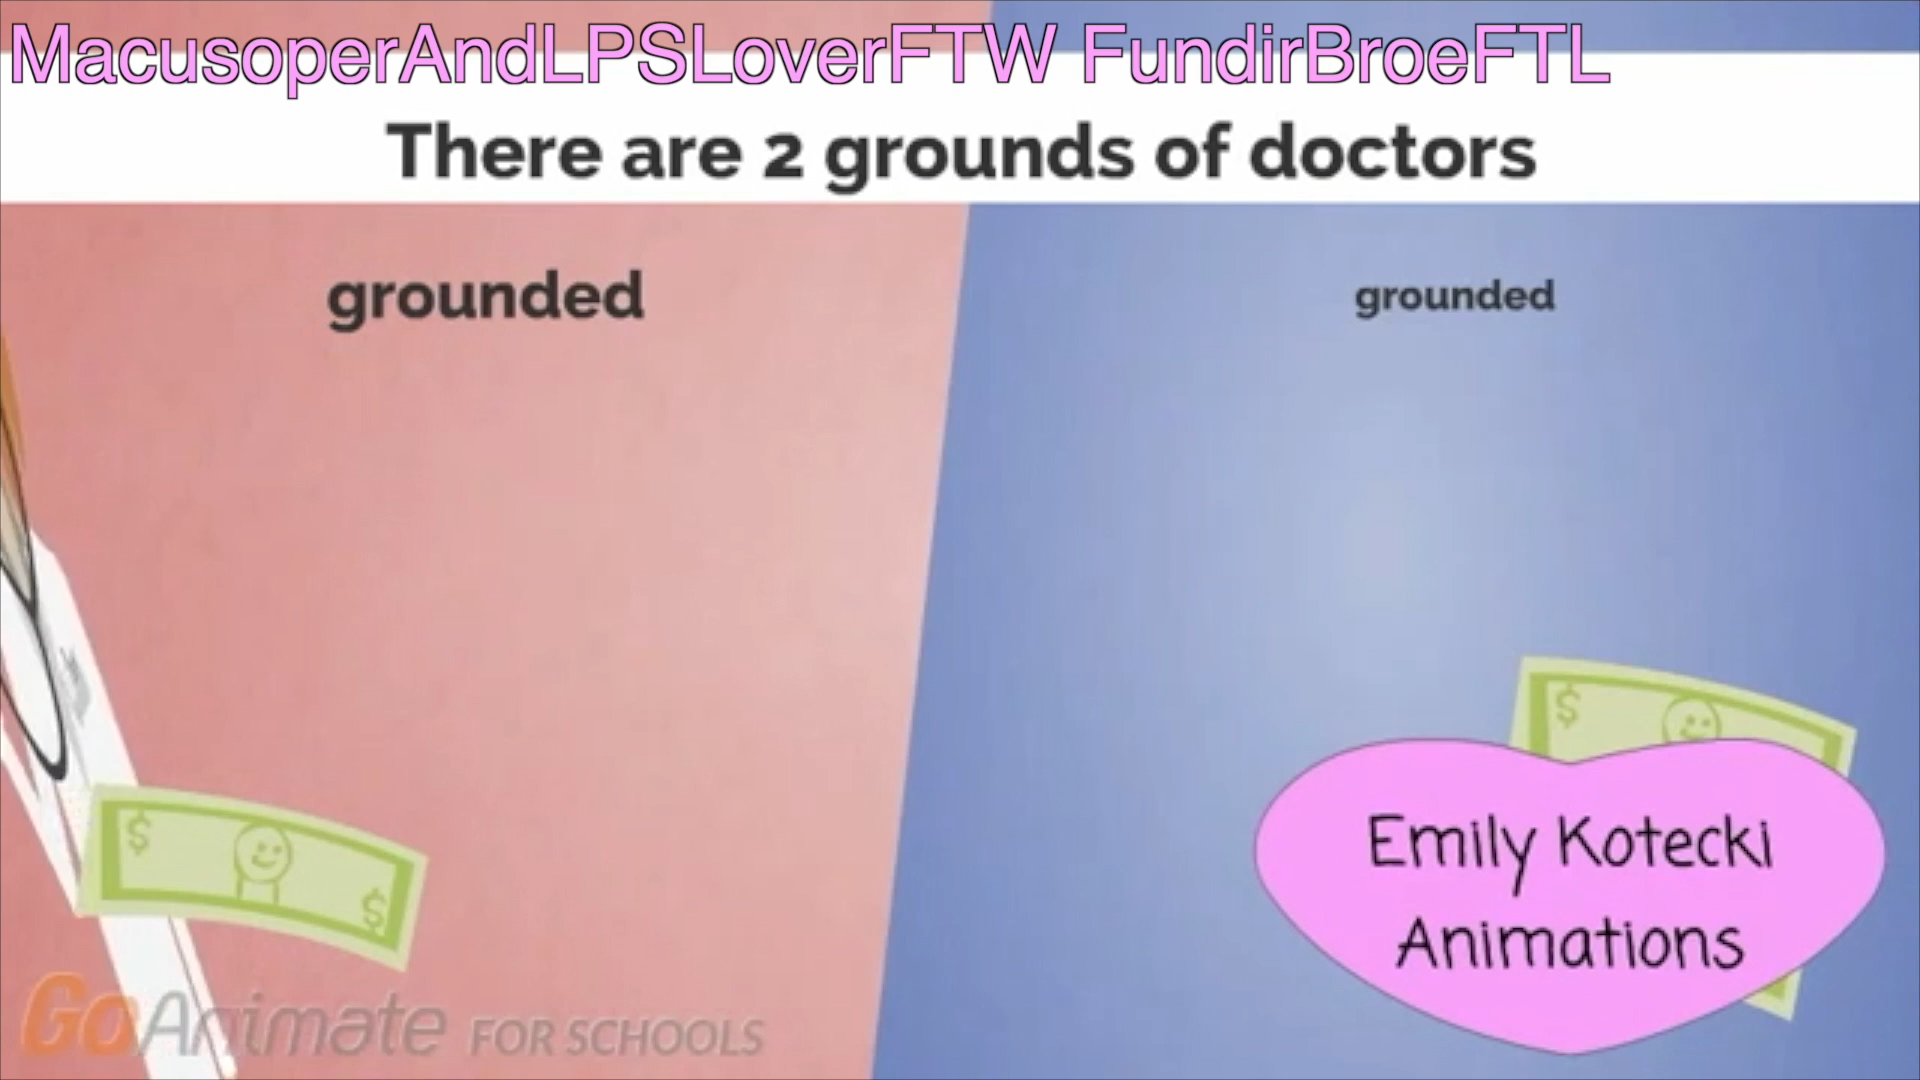 MacusoperAndLPSLoverFTW FundirBroeFTL
There are 2 grounds of doctors
grounded
grounded
$
$
$
Emily Kotecki
Animations
GoAnimate FOR SCHOOLS